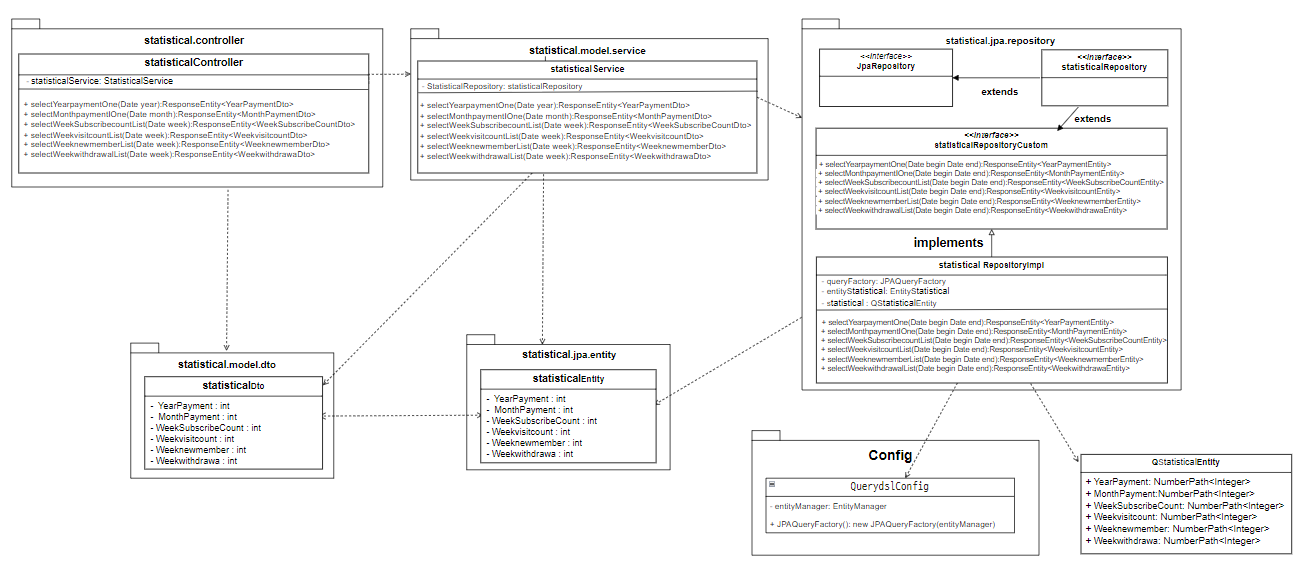 statistical.controller
statisticalController
- statisticalService: StatisticalService
+ selectYearpaymentOne(Date year):ResponseEntity<YearPaymentDto>
+ selectMonthpaymentIOne(Date month):ResponseEntity<MonthPaymentDto>
+ selectWeekSubscribecountList(Date week):ResponseEntity<WeekSubscribeCountDto>
+ selectWeekvisitcountList(Date week):ResponseEntity<WeekvisitcountDto>
+ selectWeeknewmemberList(Date week):ResponseEntity<WeeknewmemberDto>
+ selectWeekwithdrawalList(Date week):ResponseEntity<WeekwithdrawaDto>
statistical.model.service
statisticalService
- StatisticalRepository: statisticalRepository
+ selectYearpaymentOne(Date year):ResponseEntity<YearPaymentDto>
+ selectMonthpaymentIOne(Date month):ResponseEntity<MonthPaymentDto>
+ selectWeekSubscribecountList(Date week):ResponseEntity<WeekSubscribeCountDto>
+ selectWeekvisitcountList(Date week):ResponseEntity<WeekvisitcountDto>
+ selectWeeknewmemberList(Date week):ResponseEntity<WeeknewmemberDto>
+ selectWeekwithdrawalList(Date week):ResponseEntity<WeekwithdrawaDto>
statistical.jpa.repository
<<Interface>>
JpaRepository
<<Interface>>
statisticalRepository
extends
extends
<<Interface>>
statisticalRepositoryCustom
+ selectYearpaymentOne(Date begin Date end):ResponseEntity<YearPaymentEntity>
+ selectMonthpaymentIOne(Date begin Date end):ResponseEntity<MonthPaymentEntity>
+ selectWeekSubscribecountList(Date begin Date end):ResponseEntity<WeekSubscribeCountEntity>
+ selectWeekvisitcountList(Date begin Date end):ResponseEntity<WeekvisitcountEntity>
+ selectWeeknewmemberList(Date begin Date end):ResponseEntity<WeeknewmemberEntity>
+ selectWeekwithdrawalList(Date begin Date end):ResponseEntity<WeekwithdrawaEntity>
implements
statistical RepositoryImpl
- queryFactory: JPAQueryFactory
- entityStatistical: EntityStatistical
- statistical : QStatisticalEntity
+ selectYearpaymentOne(Date begin Date end):ResponseEntity<YearPaymentEntity>
+ selectMonthpaymentIOne(Date begin Date end):ResponseEntity<MonthPaymentEntity>
+ selectWeekSubscribecountList(Date begin Date end):ResponseEntity<WeekSubscribeCountEntity>
+ selectWeekvisitcountList(Date begin Date end):ResponseEntity<WeekvisitcountEntity>
+ selectWeeknewmemberList(Date begin Date end):ResponseEntity<WeeknewmemberEntity>
+ selectWeekwithdrawalList(Date begin Date end):ResponseEntity<WeekwithdrawaEntity>
statistical.model.dto
statisticalDto
- YearPayment : int
- MonthPayment : int
- WeekSubscribeCount : int
- Weekvisitcount : int
- Weeknewmember : int
- Weekwithdrawa : int
statistical.jpa.entity
statisticalEntity
- YearPayment : int
- MonthPayment : int
- WeekSubscribeCount : int
- Weekvisitcount : int
- Weeknewmember : int
- Weekwithdrawa : int
Config
QuerydslConfig
- entityManager: EntityManager
+ JPAQueryFactory(): new JPAQueryFactory(entityManager)
QStatisticalEntity
+ YearPayment: NumberPath<Integer>
+ MonthPayment:NumberPath<Integer>
+ WeekSubscribeCount: NumberPath<Integer>
+ Weekvisitcount: NumberPath<Integer>
+ Weeknewmember: NumberPath<Integer>
+ Weekwithdrawa: NumberPath<Integer>